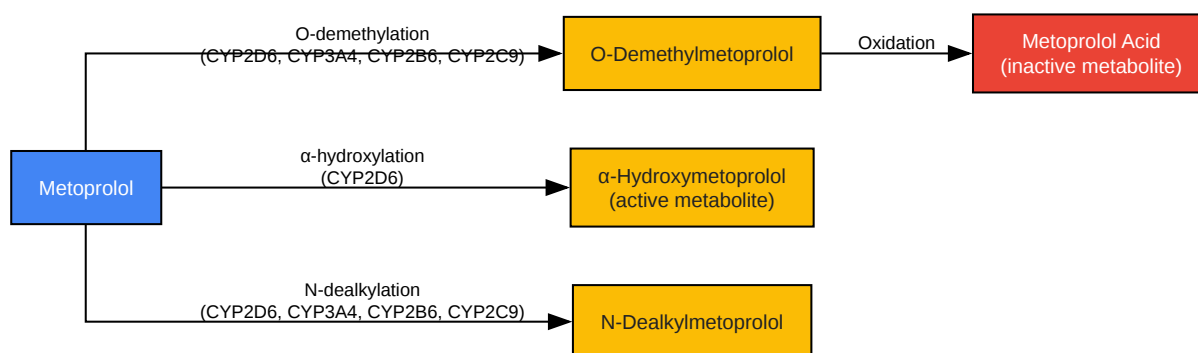 O-demethylation
(CYP2D6, CYP3A4, CYP2B6, CYP2C9)
O-Demethylmetoprolol
Oxidation
Metoprolol Acid
(inactive metabolite)
Metoprolol
α-hydroxylation
(CYP2D6)
α-Hydroxymetoprolol
(active metabolite)
N-dealkylation
(CYP2D6, CYP3A4, CYP2B6, CYP2C9)
N-Dealkylmetoprolol